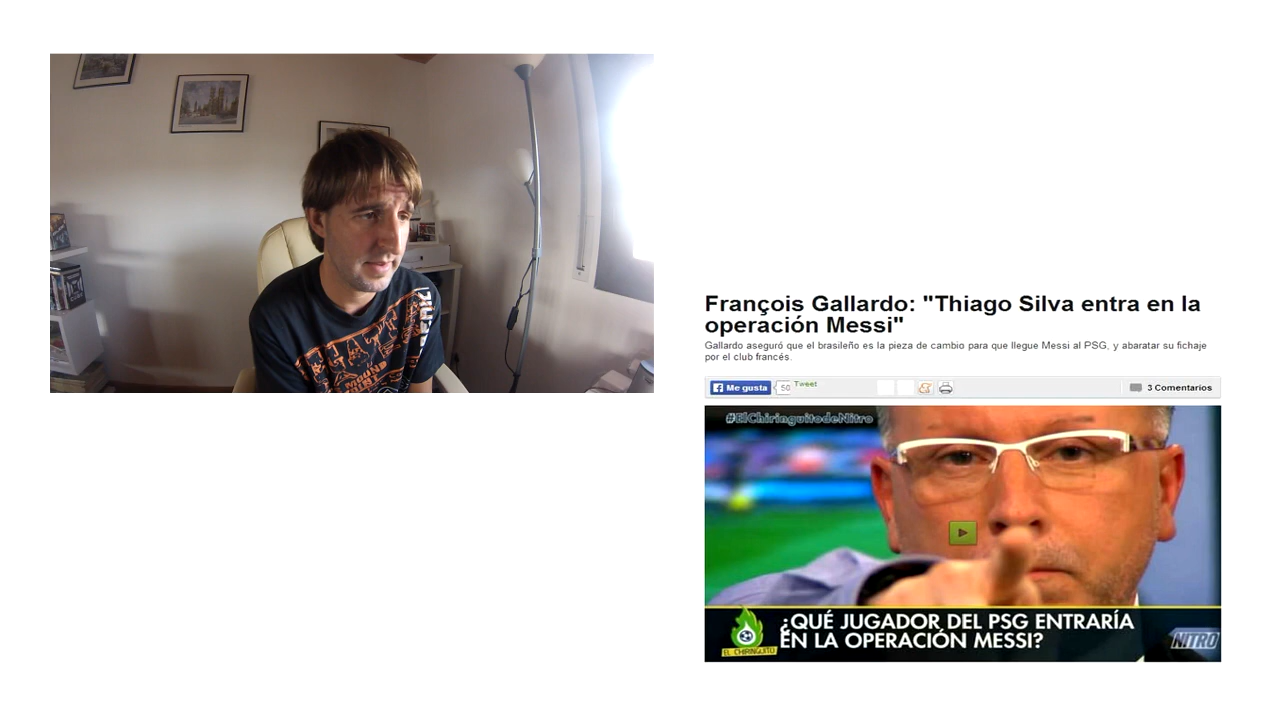 François Gallardo: "Thiago Silva entra en la
operación Messi"
Gallardo aseguró que el brasileño es la pieza de cambio para que llegue Messi al PSG, y abaratar su fichaje
por el club francés.
Me gusta 50 Tweet 3 Comentarios
#ElChiringuitodeNitro
¿QUÉ JUGADOR DEL PSG ENTRARÍA
EN LA OPERACIÓN MESSI?
EL CHIRINGUITO
NITRO